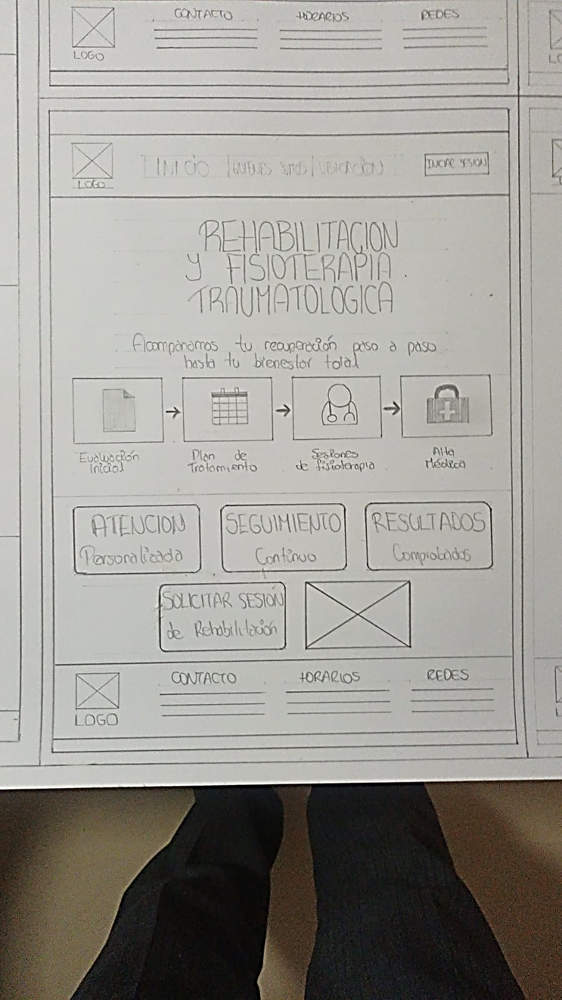 CONTACTO
HORARIOS
REDES
LOGO
INICIO | QUIENES SOMOS | UBICACIÓN
INICIAR SESION
LOGO
REHABILITACION
Y FISIOTERAPIA
TRAUMATOLOGICA
Acompanamos tu recuperación paso a paso
hasta tu bienestar total
Evaluación
Inicial
Plan de
Tratamiento
Sesiones
de fisioterapia
Alta
Médica
ATENCION
Personalizada
SEGUIMIENTO
Continuo
RESULTADOS
Comprobados
SOLICITAR SESIÓN
de Rehabilitación
CONTACTO
HORARIOS
REDES
LOGO